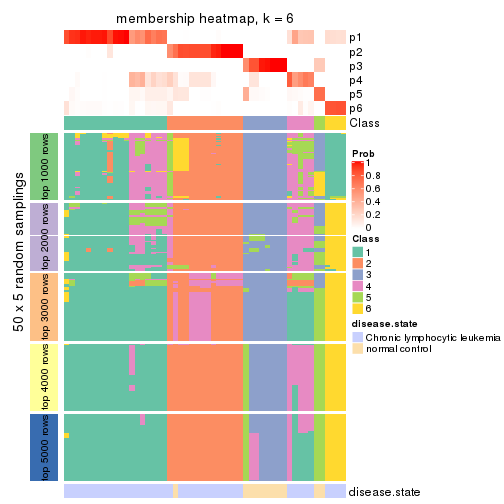 membership heatmap, k = 6
p1
p2
p3
p4
p5
p6
Class
50 x 5 random samplings
top 1000 rows
top 2000 rows
top 3000 rows
top 4000 rows
top 5000 rows
disease.state
Prob
1
0.8
0.6
0.4
0.2
0
Class
1
2
3
4
5
6
disease.state
Chronic lymphocytic leukemia
normal control